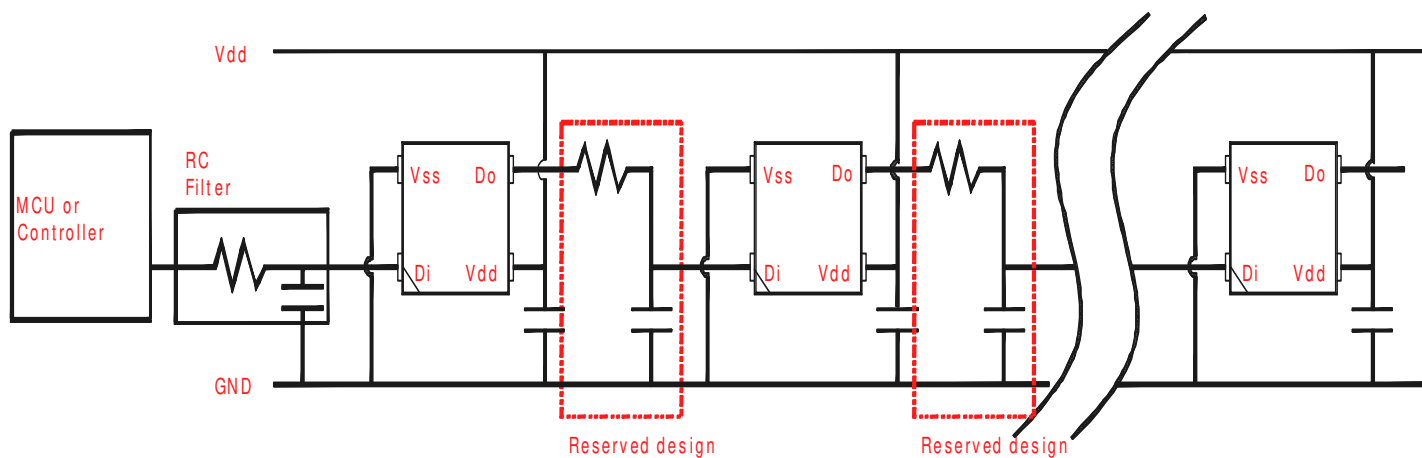 Vdd
RC
Filter
MCU or
Controller
Vss Do
Di Vdd
Vss Do
Di Vdd
Vss Do
Di Vdd
GND
Reserved design
Reserved design